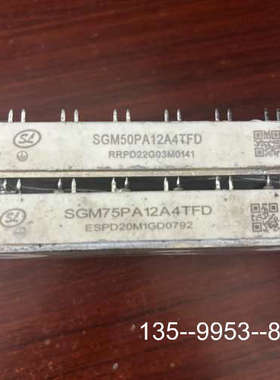 SL
SGM50PA12A4TFD
RRPD22G03M0141
SL
SGM75PA12A4TFD
ESPD20M1GD0792
135--9953--8